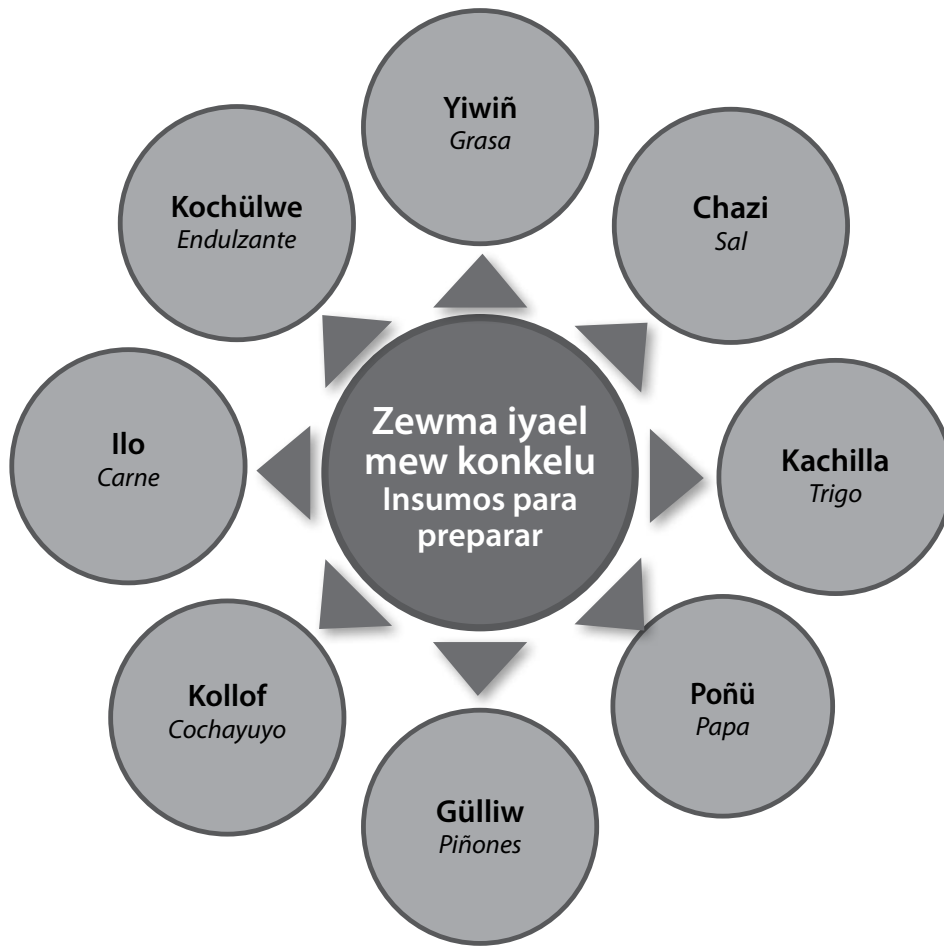 Yiwiñ
Grasa
Kochülwe
Endulzante
Chazi
Sal
Ilo
Carne
Zewma iyael
mew konkelu
Insumos para
preparar
Kachilla
Trigo
Kollof
Cochayuyo
Poñü
Papa
Gülliw
Piñones